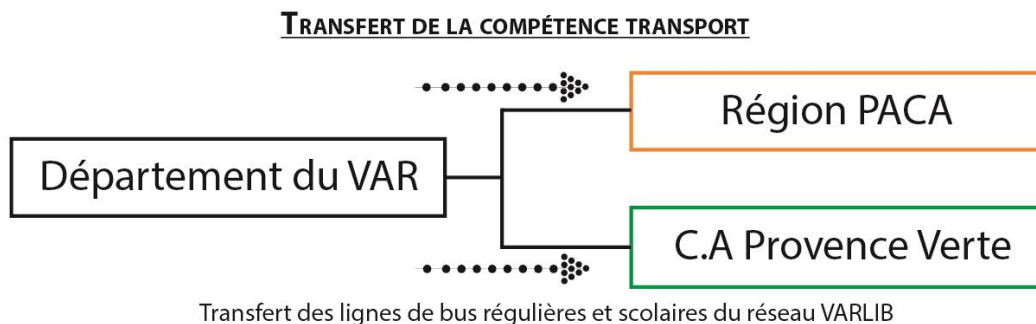 TRANSFERT DE LA COMPÉTENCE TRANSPORT
Région PACA
Département du VAR
C.A Provence Verte
Transfert des lignes de bus régulières et scolaires du réseau VARLIB